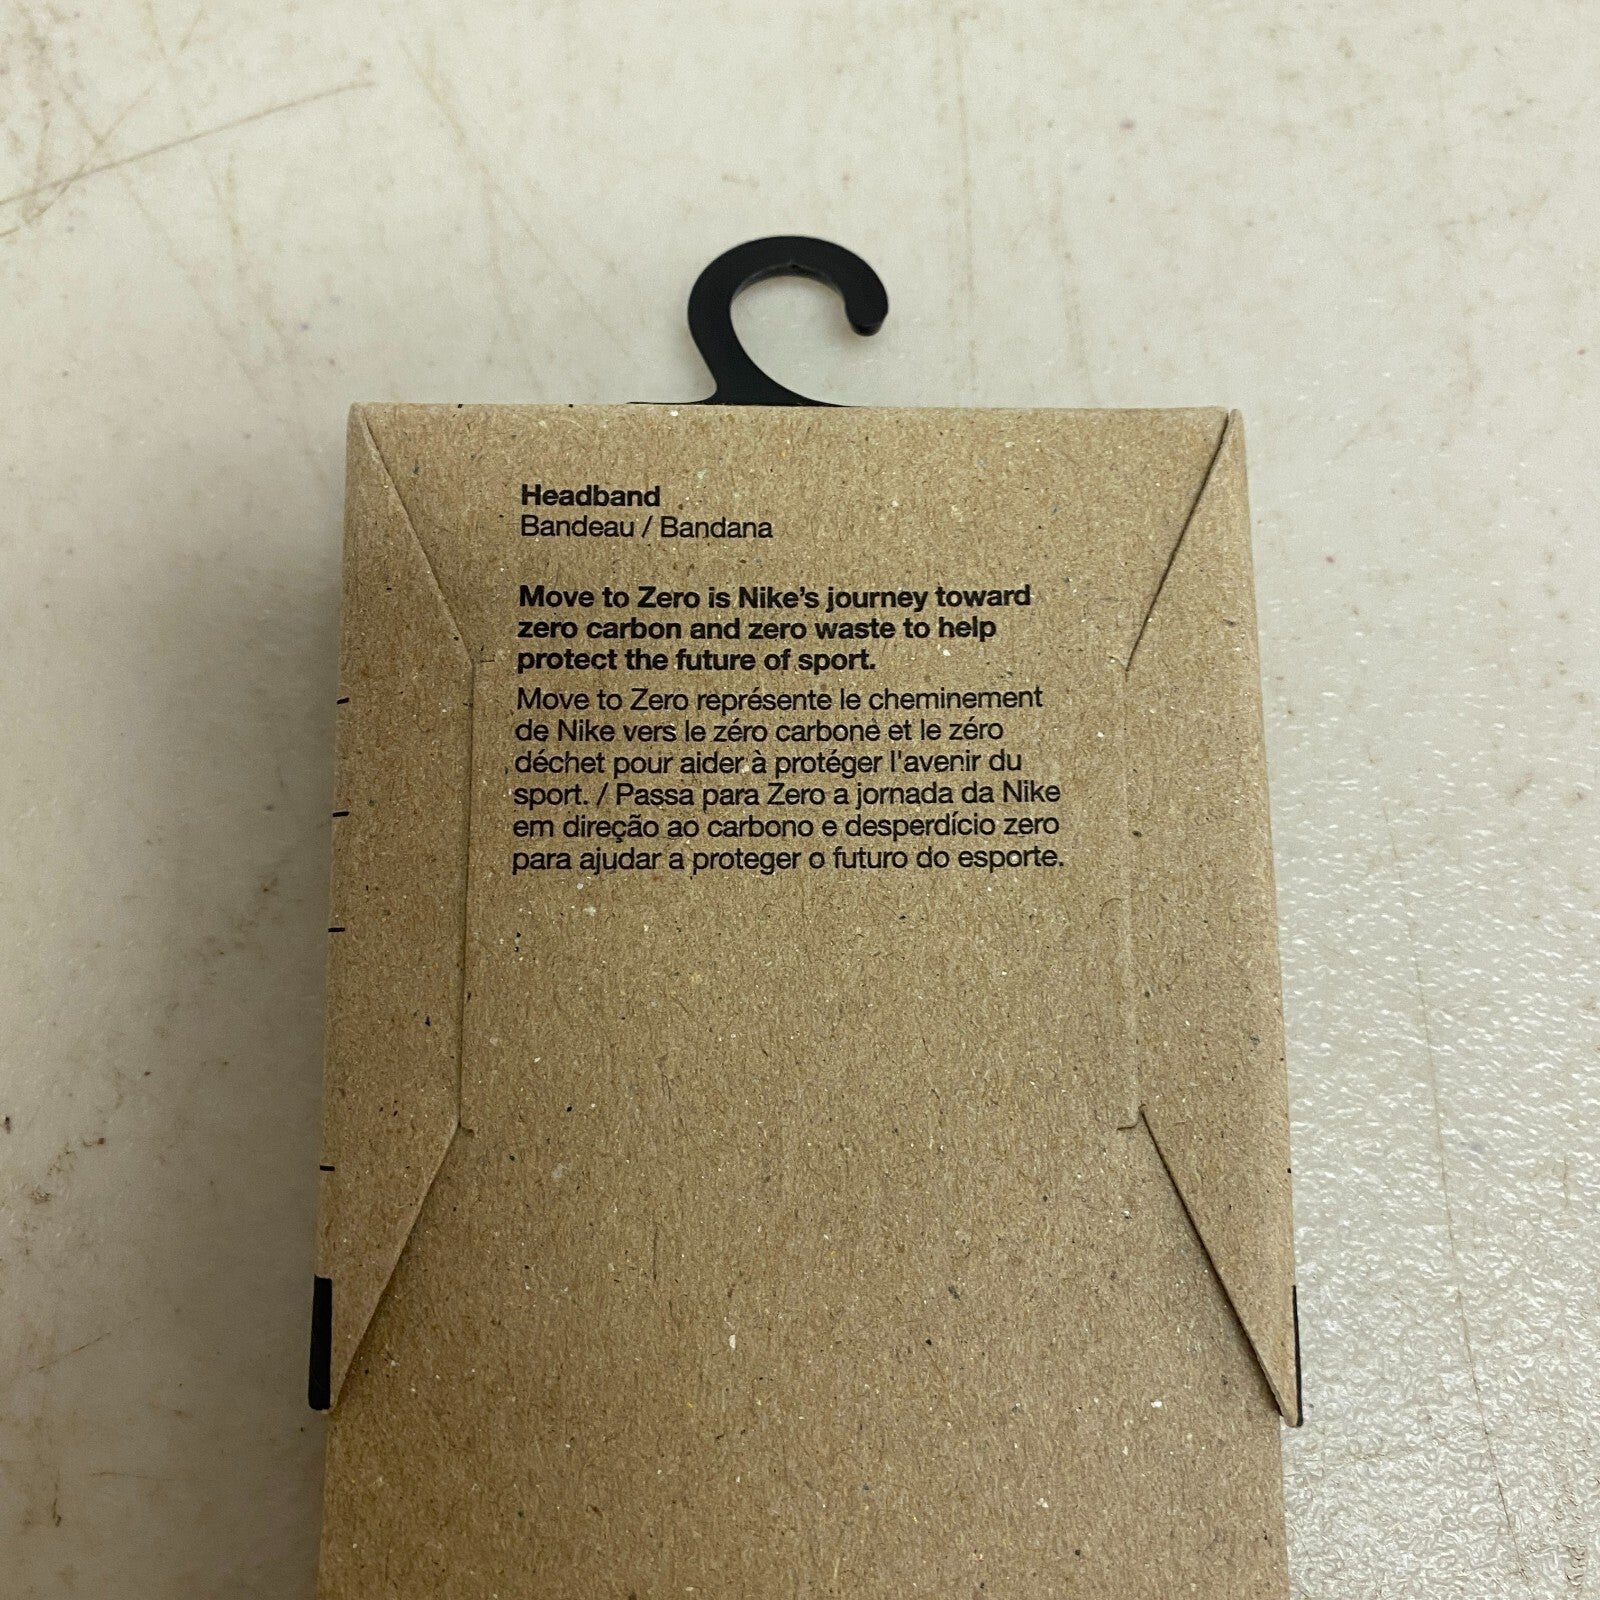 Headband
Bandeau / Bandana
Move to Zero is Nike's journey toward
zero carbon and zero waste to help
protect the future of sport.
Move to Zero représente le cheminement
de Nike vers le zéro carbone et le zéro
déchet pour aider à protéger l'avenir du
sport. / Passa para Zero a jornada da Nike
em direção ao carbono e desperdício zero
para ajudar a proteger o futuro do esporte.